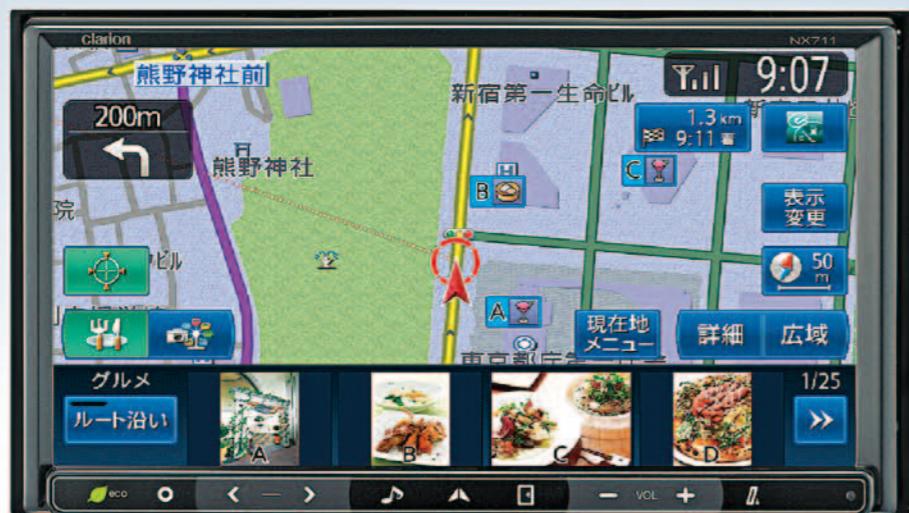 clarion
NX711
熊野神社前
200m
新宿第一生命ビル
9:07
1.3km
9:11
熊野神社
B
C
表示
変更
院
ビル
50
m
A
現在地
メニュー
詳細
広域
グルメ
1/25
ルート沿い
A
B
C
D
eco
VOL